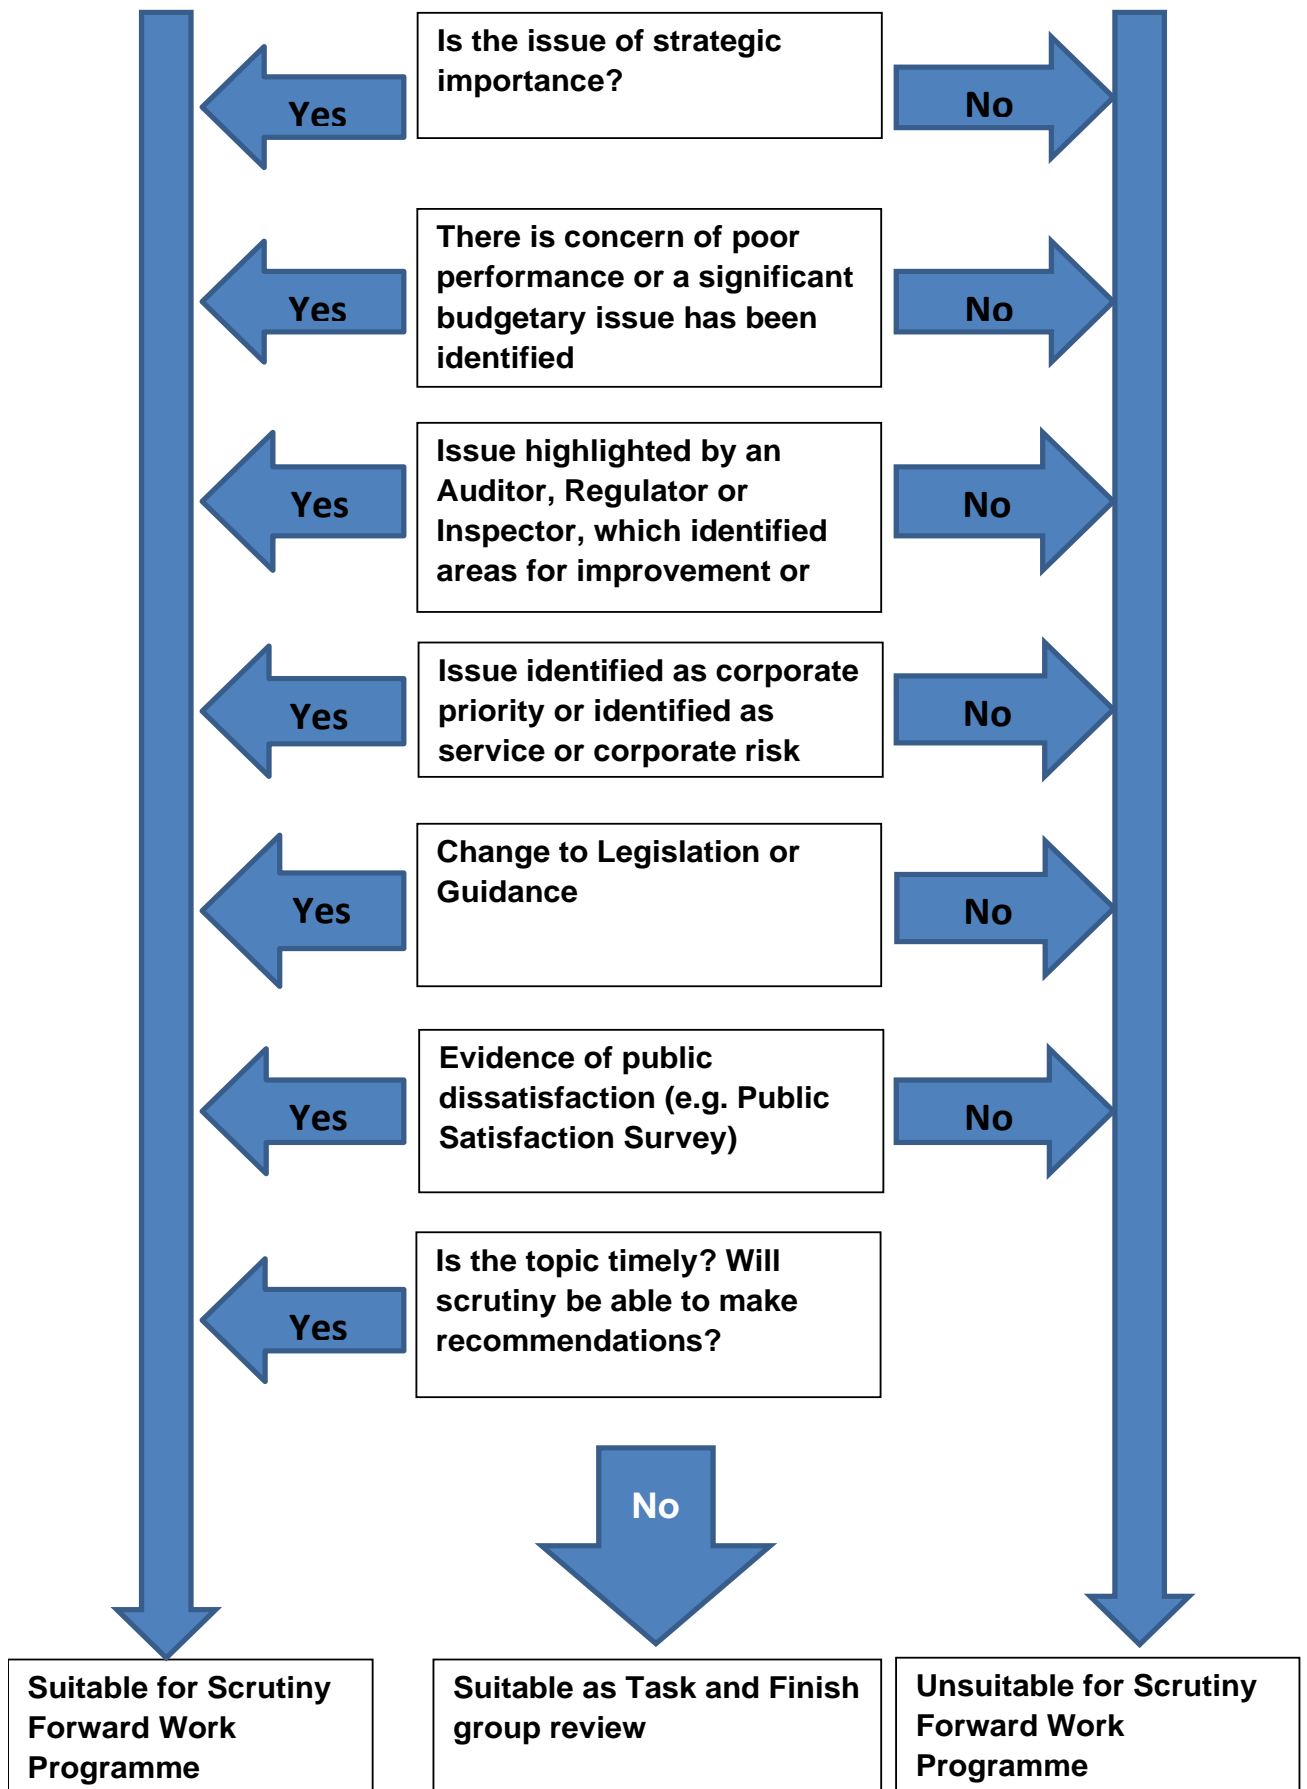 Is the issue of strategic
importance?
Yes
No
There is concern of poor
performance or a significant
budgetary issue has been
identified
Yes
No
Issue highlighted by an
Auditor, Regulator or
Inspector, which identified
areas for improvement or
Yes
No
Issue identified as corporate
priority or identified as
service or corporate risk
Yes
No
Change to Legislation or
Guidance
Yes
No
Evidence of public
dissatisfaction (e.g. Public
Satisfaction Survey)
Yes
No
Is the topic timely? Will
scrutiny be able to make
recommendations?
Yes
No
Suitable for Scrutiny
Forward Work
Programme
Suitable as Task and Finish
group review
Unsuitable for Scrutiny
Forward Work
Programme